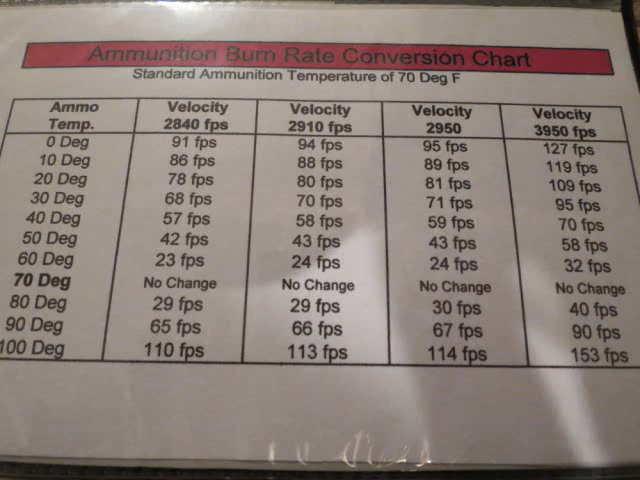 Ammunition Burn Rate Conversion Chart
Standard Ammunition Temperature of 70 Deg F
Ammo Temp. Velocity 2840 fps Velocity 2910 fps Velocity 2950 Velocity 3950 fps
0 Deg 91 fps 94 fps 95 fps 127 fps
10 Deg 86 fps 88 fps 89 fps 119 fps
20 Deg 78 fps 80 fps 81 fps 109 fps
30 Deg 68 fps 70 fps 71 fps 95 fps
40 Deg 57 fps 58 fps 59 fps 70 fps
50 Deg 42 fps 43 fps 43 fps 58 fps
60 Deg 23 fps 24 fps 24 fps 32 fps
70 Deg No Change No Change No Change No Change
80 Deg 29 fps 29 fps 30 fps 40 fps
90 Deg 65 fps 66 fps 67 fps 90 fps
100 Deg 110 fps 113 fps 114 fps 153 fps